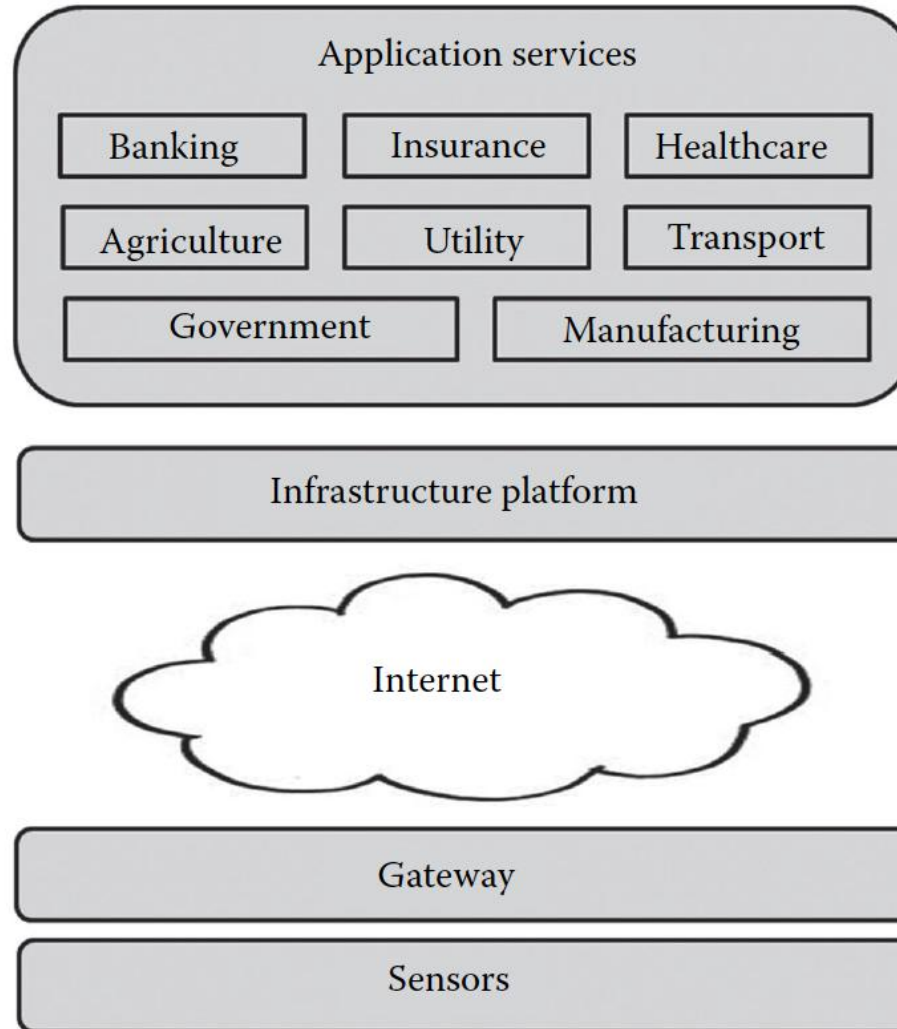 Application services
Banking Insurance Healthcare
Agriculture Utility Transport
Government Manufacturing
Infrastructure platform
Internet
Gateway
Sensors